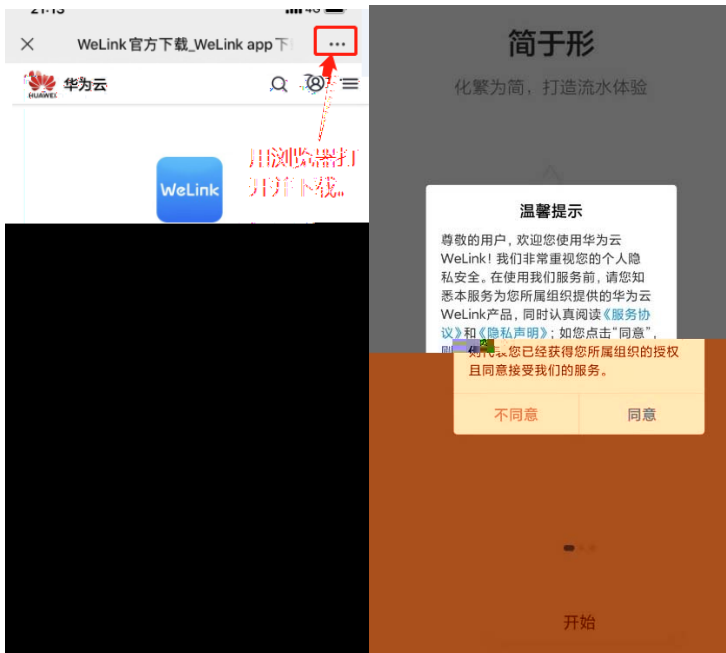 21:13
4G
WeLink官方下载_WeLink app下
HUAWEI
华为云
用浏览器打
开并下载。
WeLink
简于形
化繁为简，打造流水体验
温馨提示
尊敬的用户，欢迎您使用华为云
WeLink！我们非常重视您的个人隐
私安全。在使用我们服务前，请您知
悉本服务为您所属组织提供的华为云
WeLink产品，同时认真阅读《服务协
议》和《隐私声明》；如您点击“同意”，
则代表您已经获得您所属组织的授权
且同意接受我们的服务。
不同意
同意
开始